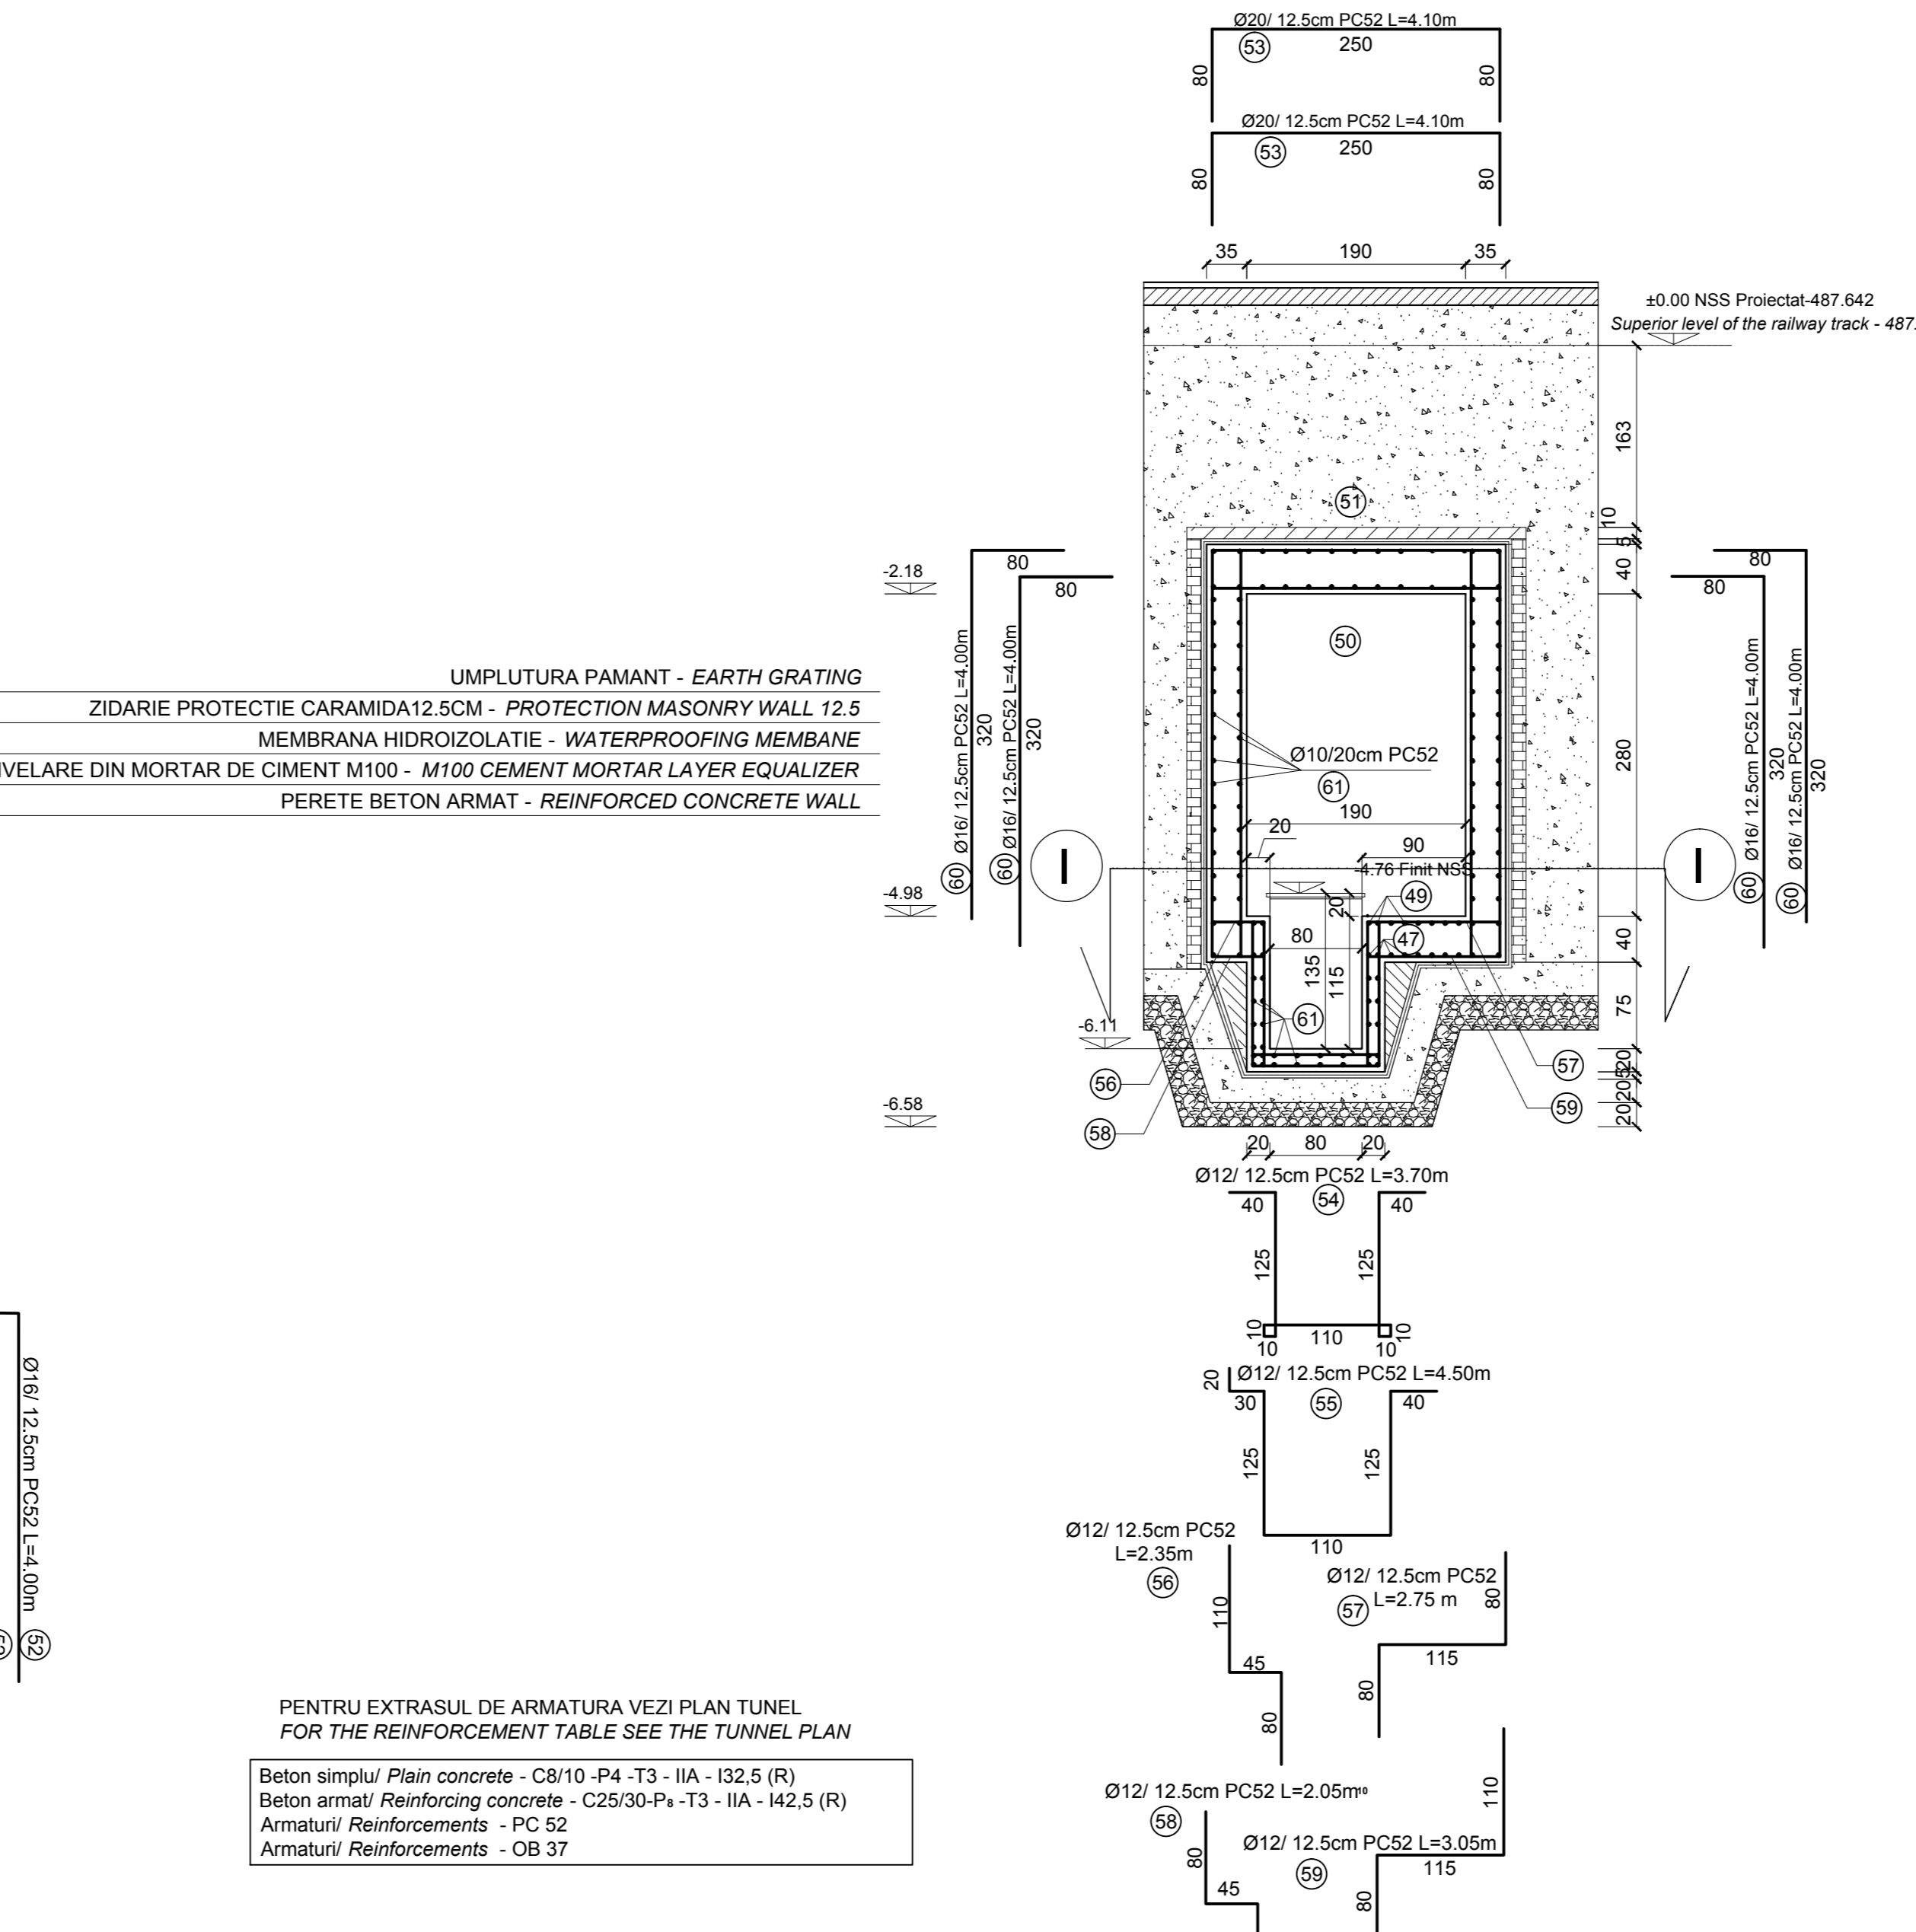 Ø20/ 12.5cm PC52 L=4.10m
53
250
80
80
Ø20/ 12.5cm PC52 L=4.10m
53
250
80
80
35
190
35
±0.00 NSS Proiectat-487.642
Superior level of the railway track - 487.
163
51
10
5
40
80
80
-2.18
80
80
50
UMPLUTURA PAMANT - EARTH GRATING
ZIDARIE PROTECTIE CARAMIDA12.5CM - PROTECTION MASONRY WALL 12.5
MEMBRANA HIDROIZOLATIE - WATERPROOFING MEMBANE
VELARE DIN MORTAR DE CIMENT M100 - M100 CEMENT MORTAR LAYER EQUALIZER
PERETE BETON ARMAT - REINFORCED CONCRETE WALL
60 Ø16/ 12.5cm PC52 L=4.00m
320
60 Ø16/ 12.5cm PC52 L=4.00m
320
Ø10/20cm PC52
61
190
280
60 Ø16/ 12.5cm PC52 L=4.00m
320
60 Ø16/ 12.5cm PC52 L=4.00m
320
20
90
I
I
-4.76 Finit NSS
49
-4.98
20
80
47
40
135
115
75
61
-6.11
56
57
20
5
20
20
59
-6.58
58
20
80
20
Ø12/ 12.5cm PC52 L=3.70m
54
40
40
125
125
10
110
10
10
10
Ø12/ 12.5cm PC52 L=4.50m
20
30
55
40
125
125
110
Ø16/ 12.5cm PC52 L=4.00m
52
Ø12/ 12.5cm PC52
L=2.35m
56
110
45
80
Ø12/ 12.5cm PC52
L=2.75 m
57
80
115
80
PENTRU EXTRASUL DE ARMATURA VEZI PLAN TUNEL
FOR THE REINFORCEMENT TABLE SEE THE TUNNEL PLAN
Beton simplu/ Plain concrete - C8/10 -P4 -T3 - IIA - I32,5 (R)
Beton armat/ Reinforcing concrete - C25/30-P8 -T3 - IIA - I42,5 (R)
Armaturi/ Reinforcements - PC 52
Armaturi/ Reinforcements - OB 37
Ø12/ 12.5cm PC52 L=2.05m10
58
80
45
Ø12/ 12.5cm PC52 L=3.05m
59
110
115
80